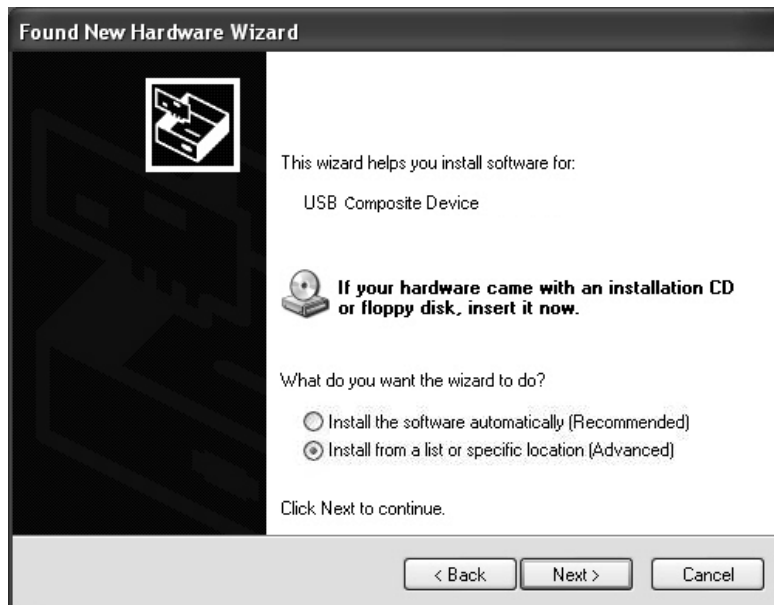 Found New Hardware Wizard
This wizard helps you install software for:
USB Composite Device
If your hardware came with an installation CD
or floppy disk, insert it now.
What do you want the wizard to do?
Install the software automatically (Recommended)
Install from a list or specific location (Advanced)
Click Next to continue.
< Back
Next >
Cancel